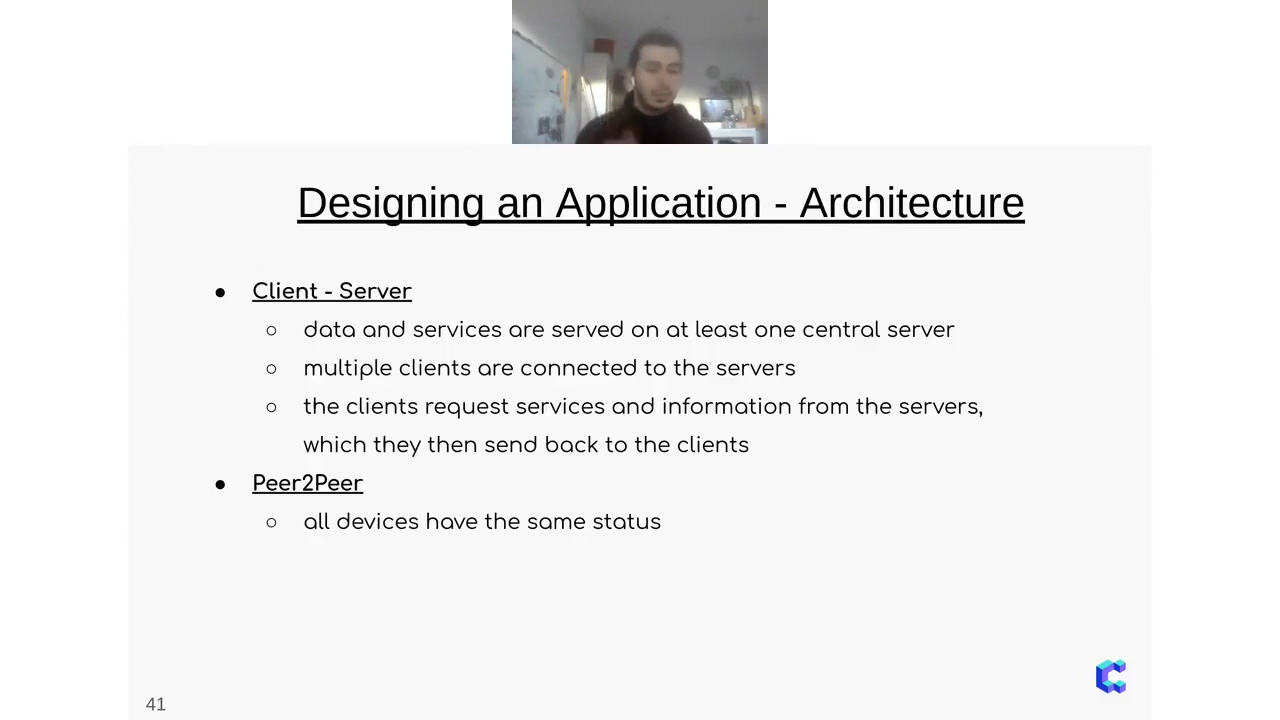 Designing an Application - Architecture
● Client - Server
○ data and services are served on at least one central server
○ multiple clients are connected to the servers
○ the clients request services and information from the servers,
which they then send back to the clients
● Peer2Peer
○ all devices have the same status
41